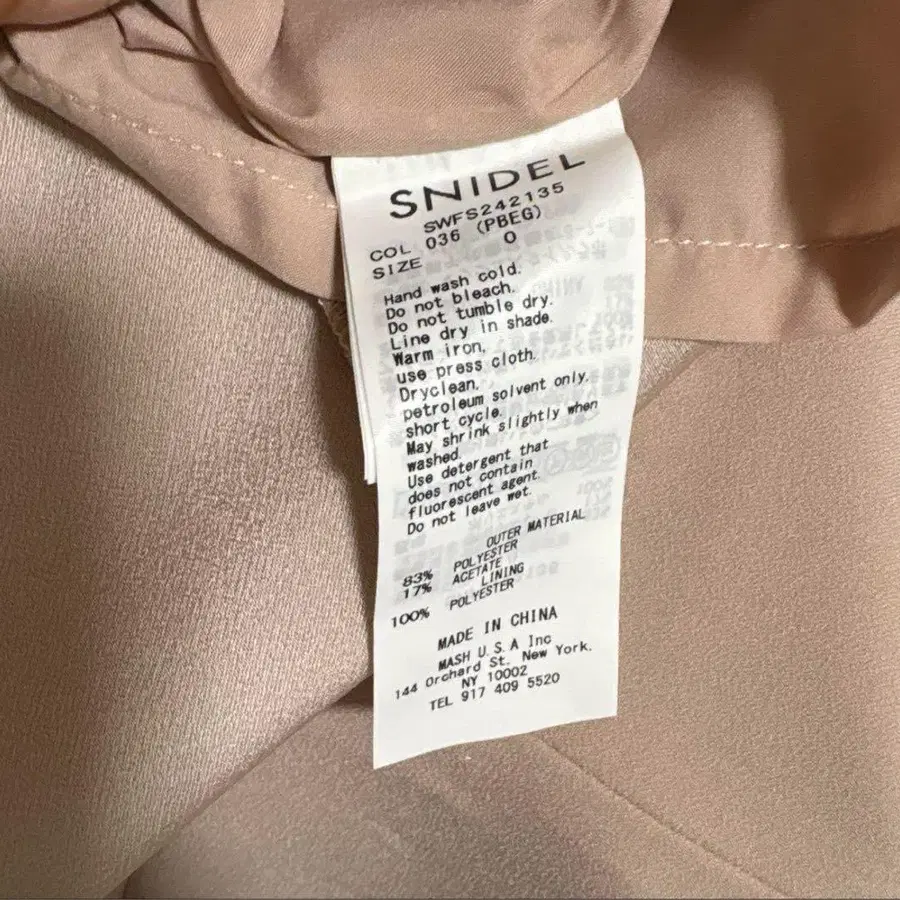 SNIDEL
SWFS242135
COL 036 (PBEG)
SIZE 0
Hand wash cold.
Do not bleach.
Do not tumble dry.
Line dry in shade.
Warm iron,
use press cloth.
Dryclean,
petroleum solvent only,
short cycle.
May shrink slightly when
washed.
Use detergent that
does not contain
fluorescent agent.
Do not leave wet.
OUTER MATERIAL
83% POLYESTER
17% ACETATE
LINING
100% POLYESTER
MADE IN CHINA
MASH U.S.A Inc
144 Orchard St. New York,
NY 10002
TEL 917 409 5520